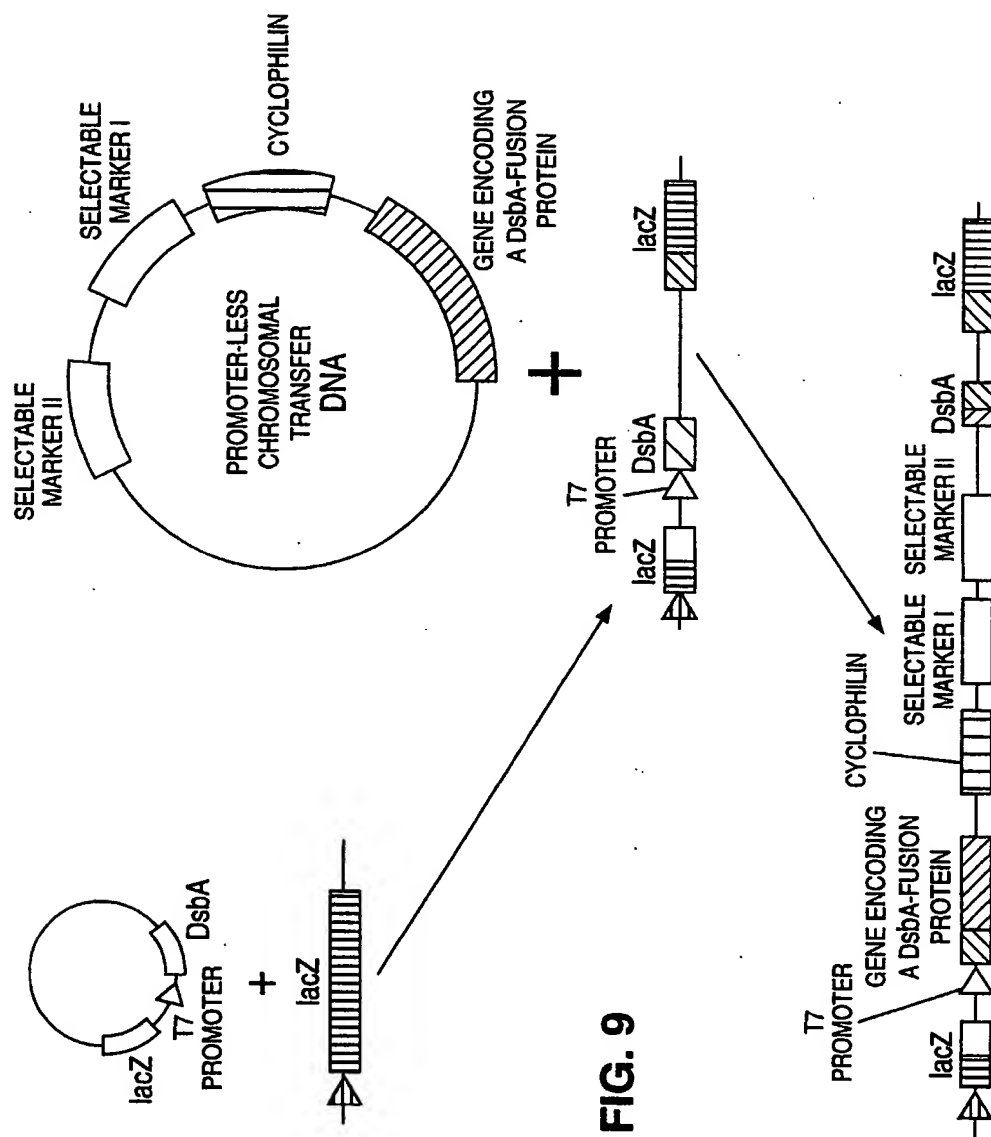 lacZ
T7
PROMOTER
DsbA
+
lacZ
SELECTABLE
MARKER II
SELECTABLE
MARKER I
CYCLOPHILIN
PROMOTER-LESS
CHROMOSOMAL
TRANSFER
DNA
GENE ENCODING
A DsbA-FUSION
PROTEIN
+
lacZ
T7
PROMOTER
DsbA
lacZ
lacZ
T7
PROMOTER
GENE ENCODING
A DsbA-FUSION
PROTEIN
CYCLOPHILIN
SELECTABLE
MARKER I
SELECTABLE
MARKER II
DsbA
lacZ
FIG. 9